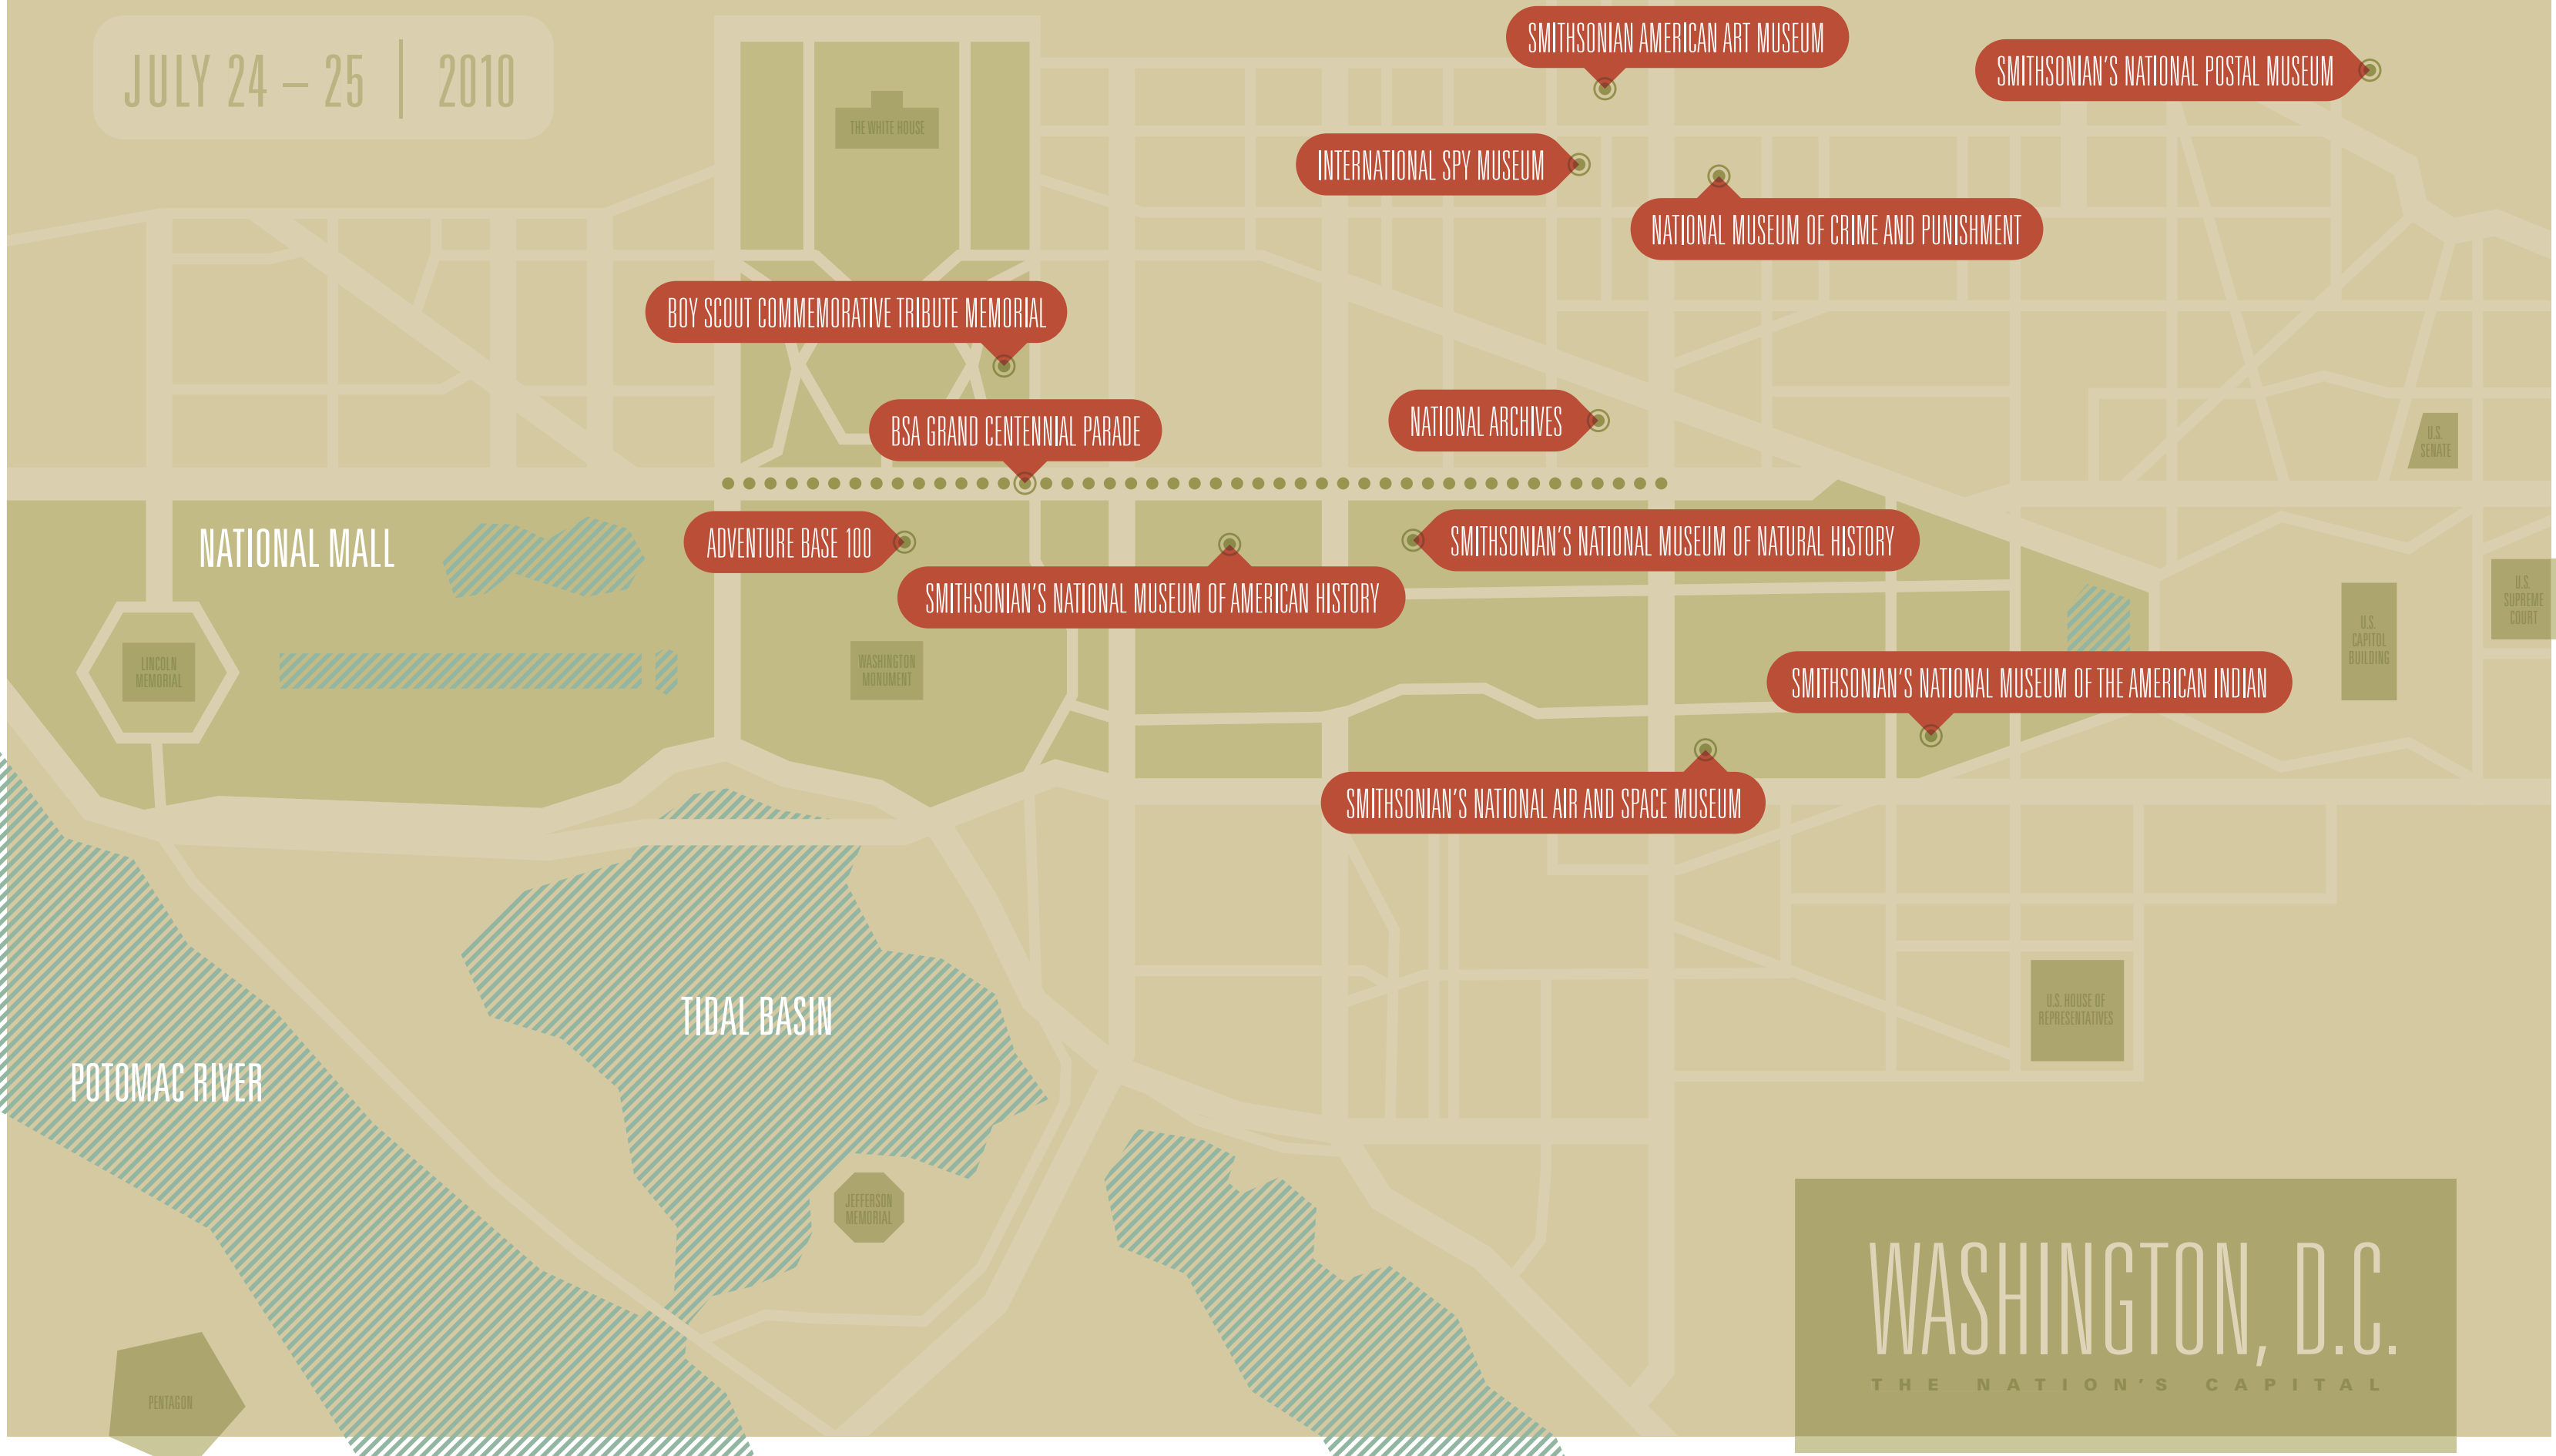 JULY 24 – 25 | 2010
SMITHSONIAN AMERICAN ART MUSEUM
SMITHSONIAN'S NATIONAL POSTAL MUSEUM
THE WHITE HOUSE
INTERNATIONAL SPY MUSEUM
NATIONAL MUSEUM OF CRIME AND PUNISHMENT
BOY SCOUT COMMEMORATIVE TRIBUTE MEMORIAL
BSA GRAND CENTENNIAL PARADE
NATIONAL ARCHIVES
U.S.
SENATE
NATIONAL MALL
ADVENTURE BASE 100
SMITHSONIAN'S NATIONAL MUSEUM OF NATURAL HISTORY
SMITHSONIAN'S NATIONAL MUSEUM OF AMERICAN HISTORY
U.S.
SUPREME
COURT
U.S.
CAPITOL
BUILDING
LINCOLN
MEMORIAL
WASHINGTON
MONUMENT
SMITHSONIAN'S NATIONAL MUSEUM OF THE AMERICAN INDIAN
SMITHSONIAN'S NATIONAL AIR AND SPACE MUSEUM
TIDAL BASIN
U.S. HOUSE OF
REPRESENTATIVES
POTOMAC RIVER
JEFFERSON
MEMORIAL
PENTAGON
WASHINGTON, D.C.
THE NATION'S CAPITAL